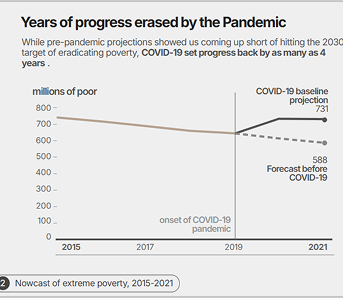 Years of progress erased by the Pandemic
While pre-pandemic projections showed us coming up short of hitting the 2030
target of eradicating poverty, COVID-19 set progress back by as many as 4
years .
millions of poor
COVID-19 baseline
projection
731
800
700
600
500
400
300
200
100
0
588
Forecast before
COVID-19
onset of COVID-19
pandemic
2015 2017 2019 2021
2 Nowcast of extreme poverty, 2015-2021